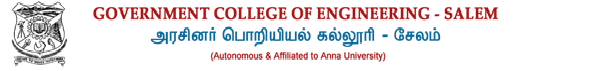 GOVERNMENT COLLEGE OF ENGINEERING - SALEM
அரசினர் பொறியியல் கல்லூரி - சேலம்
(Autonomous & Affiliated to Anna University)